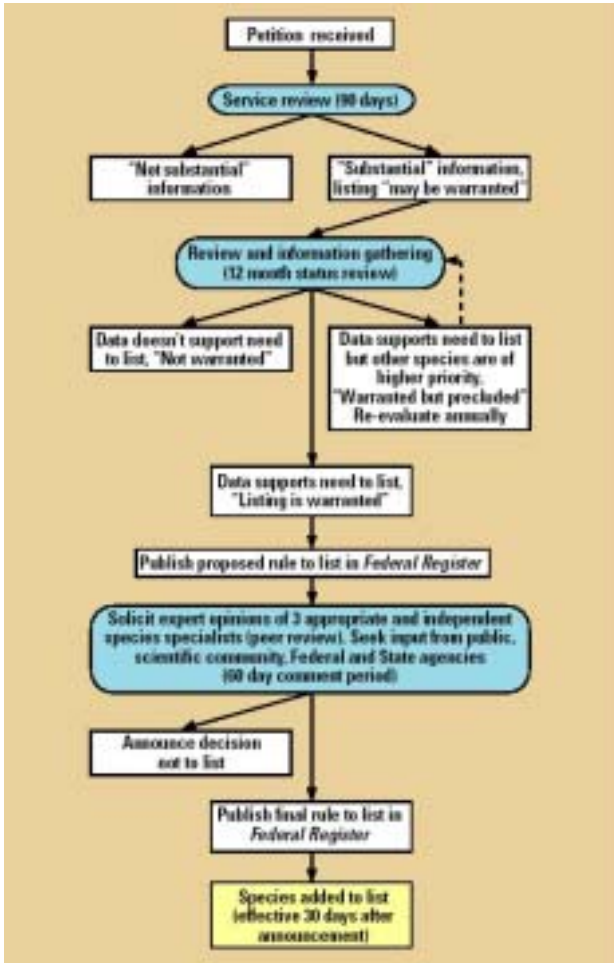 Petition received
Service review (90 days)
"Not substantial"
information
"Substantial" information,
listing "may be warranted"
Review and information gathering
(12 month status review)
Data doesn't support need
to list, "Not warranted"
Data supports need to list
but other species are of
higher priority,
"Warranted but precluded"
Re-evaluate annually
Data supports need to list,
"Listing is warranted"
Publish proposed rule to list in Federal Register
Solicit expert opinions of 3 appropriate and independent
species specialists (peer review). Seek input from public,
scientific community, Federal and State agencies
(60 day comment period)
Announce decision
not to list
Publish final rule to list in
Federal Register
Species added to list
(effective 30 days after
announcement)